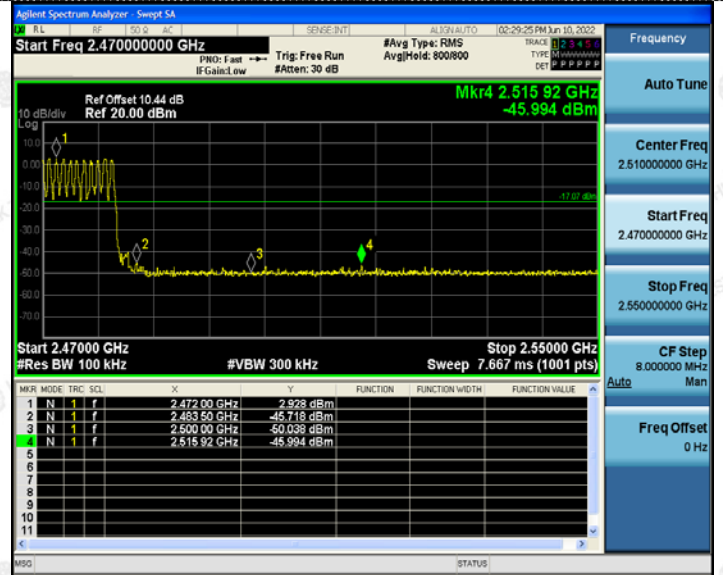 Agilent Spectrum Analyzer - Swept SA
RL RF 50 Ω AC SENSE:INT ALIGNAUTO 02:29:25 PM Jun 10, 2022
Start Freq 2.470000000 GHz
PNO: Fast
IFGain:Low
Trig: Free Run
#Atten: 30 dB
#Avg Type: RMS
Avg|Hold: 800/800
TRACE 1 2 3 4 5 6
TYPE M
DET P P P P P P
Ref Offset 10.44 dB
10 dB/div Ref 20.00 dBm
Log
Mkr4 2.515 92 GHz
-45.994 dBm
10.0
0.00
-10.0
-20.0
-30.0
-40.0
-50.0
-60.0
-70.0
1
2
3
4
-17.07 dBm
Start 2.47000 GHz Stop 2.55000 GHz
#Res BW 100 kHz #VBW 300 kHz Sweep 7.667 ms (1001 pts)
MKR MODE TRC SCL X Y FUNCTION FUNCTION WIDTH FUNCTION VALUE
1 N 1 f 2.472 00 GHz 2.928 dBm
2 N 1 f 2.483 50 GHz -45.718 dBm
3 N 1 f 2.500 00 GHz -50.038 dBm
4 N 1 f 2.515 92 GHz -45.994 dBm
5
6
7
8
9
10
11
MSG STATUS
Frequency
Auto Tune
Center Freq
2.510000000 GHz
Start Freq
2.470000000 GHz
Stop Freq
2.550000000 GHz
CF Step
8.000000 MHz
Auto Man
Freq Offset
0 Hz